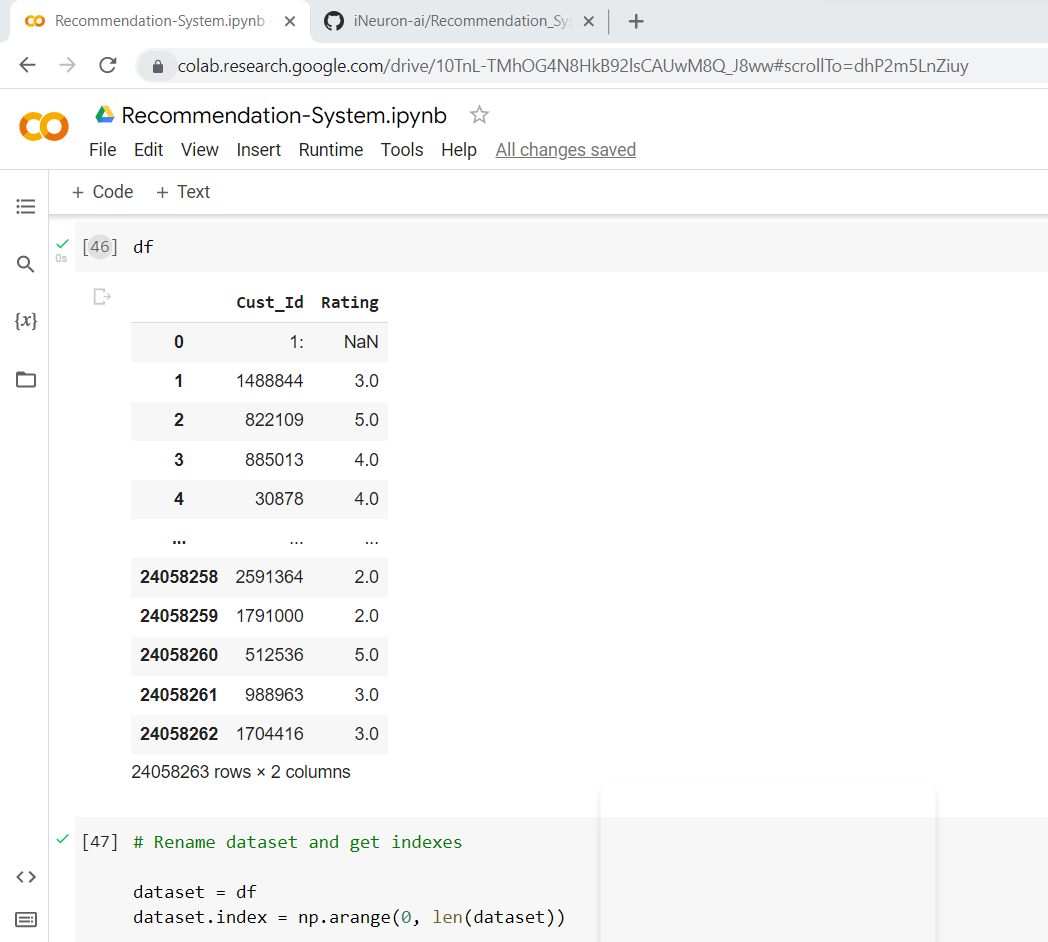 Recommendation-System.ipynb -
iNeuron-ai/Recommendation_Sys
colab.research.google.com/drive/10TnL-TMhOG4N8HkB92lsCAUwM8Q_J8ww#scrollTo=dhP2m5LnZiuy
Recommendation-System.ipynb
File Edit View Insert Runtime Tools Help All changes saved
+ Code + Text
[46] df
0s
Cust_Id Rating
0 1: NaN
1 1488844 3.0
2 822109 5.0
3 885013 4.0
4 30878 4.0
... ... ...
24058258 2591364 2.0
24058259 1791000 2.0
24058260 512536 5.0
24058261 988963 3.0
24058262 1704416 3.0
24058263 rows × 2 columns
[47] # Rename dataset and get indexes
dataset = df
dataset.index = np.arange(0, len(dataset))